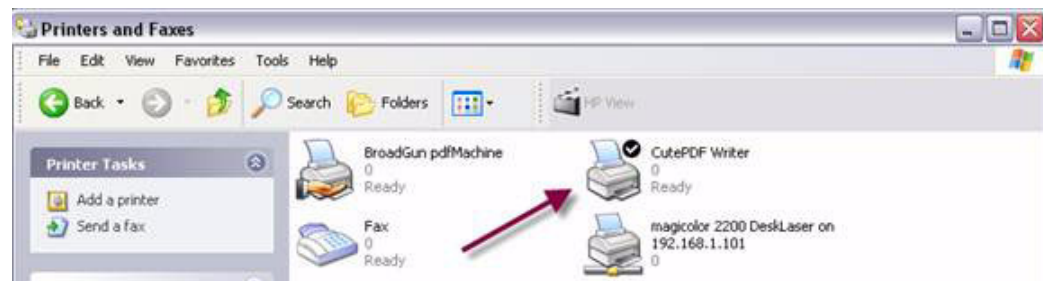 Printers and Faxes
File Edit View Favorites Tools Help
Back Search Folders HP View
Printer Tasks
Add a printer
Send a fax
BroadGun pdfMachine
0
Ready
CutePDF Writer
0
Ready
Fax
0
Ready
magicolor 2200 DeskLaser on
192.168.1.101
0